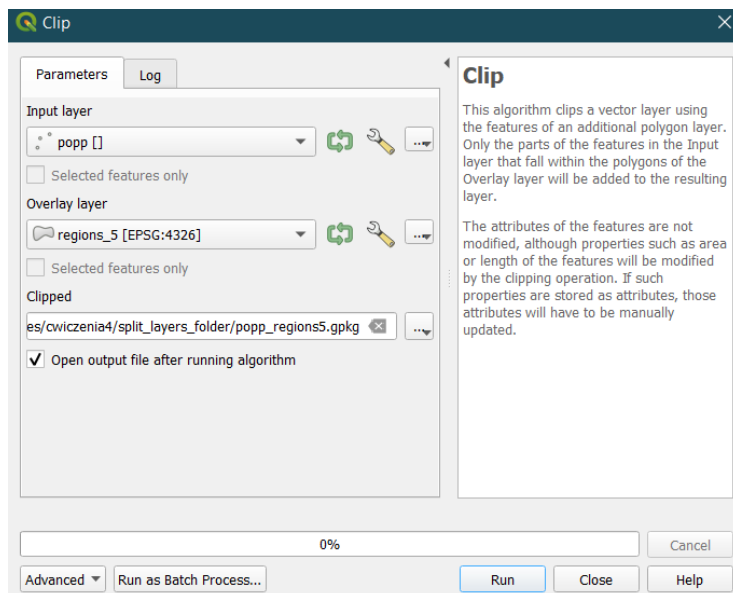 Clip
Parameters
Log
Input layer
popp []
...
Selected features only
Overlay layer
regions_5 [EPSG:4326]
...
Selected features only
Clipped
es/cwiczenia4/split_layers_folder/popp_regions5.gpkg
...
Open output file after running algorithm
Clip
This algorithm clips a vector layer using
the features of an additional polygon layer.
Only the parts of the features in the Input
layer that fall within the polygons of the
Overlay layer will be added to the resulting
layer.
The attributes of the features are not
modified, although properties such as area
or length of the features will be modified
by the clipping operation. If such
properties are stored as attributes, those
attributes will have to be manually
updated.
0%
Cancel
Advanced
Run as Batch Process...
Run
Close
Help